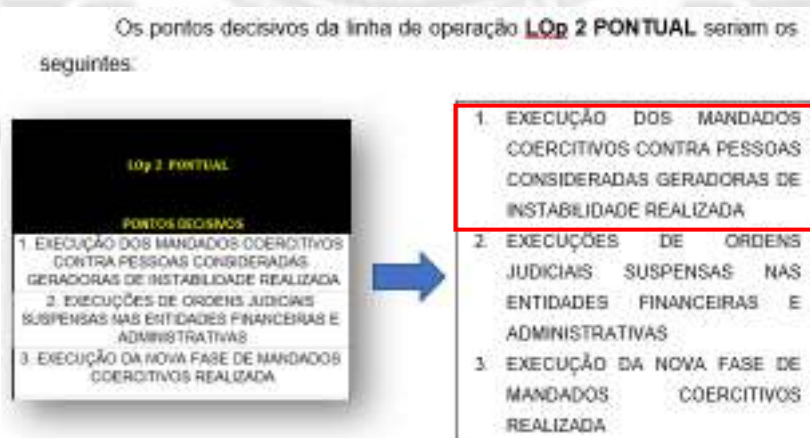 Os pontos decisivos da linha de operação LOp 2 PONTUAL seriam os
seguintes:
LOp 2 PONTUAL
PONTOS DECISIVOS
1. EXECUÇÃO DOS MANDADOS COERCITIVOS
CONTRA PESSOAS CONSIDERADAS
GERADORAS DE INSTABILIDADE REALIZADA
2. EXECUÇÕES DE ORDENS JUDICIAIS
SUSPENSAS NAS ENTIDADES FINANCEIRAS E
ADMINISTRATIVAS
3. EXECUÇÃO DA NOVA FASE DE MANDADOS
COERCITIVOS REALIZADA
1. EXECUÇÃO DOS MANDADOS
COERCITIVOS CONTRA PESSOAS
CONSIDERADAS GERADORAS DE
INSTABILIDADE REALIZADA
2. EXECUÇÕES DE ORDENS
JUDICIAIS SUSPENSAS NAS
ENTIDADES FINANCEIRAS E
ADMINISTRATIVAS
3. EXECUÇÃO DA NOVA FASE DE
MANDADOS COERCITIVOS
REALIZADA